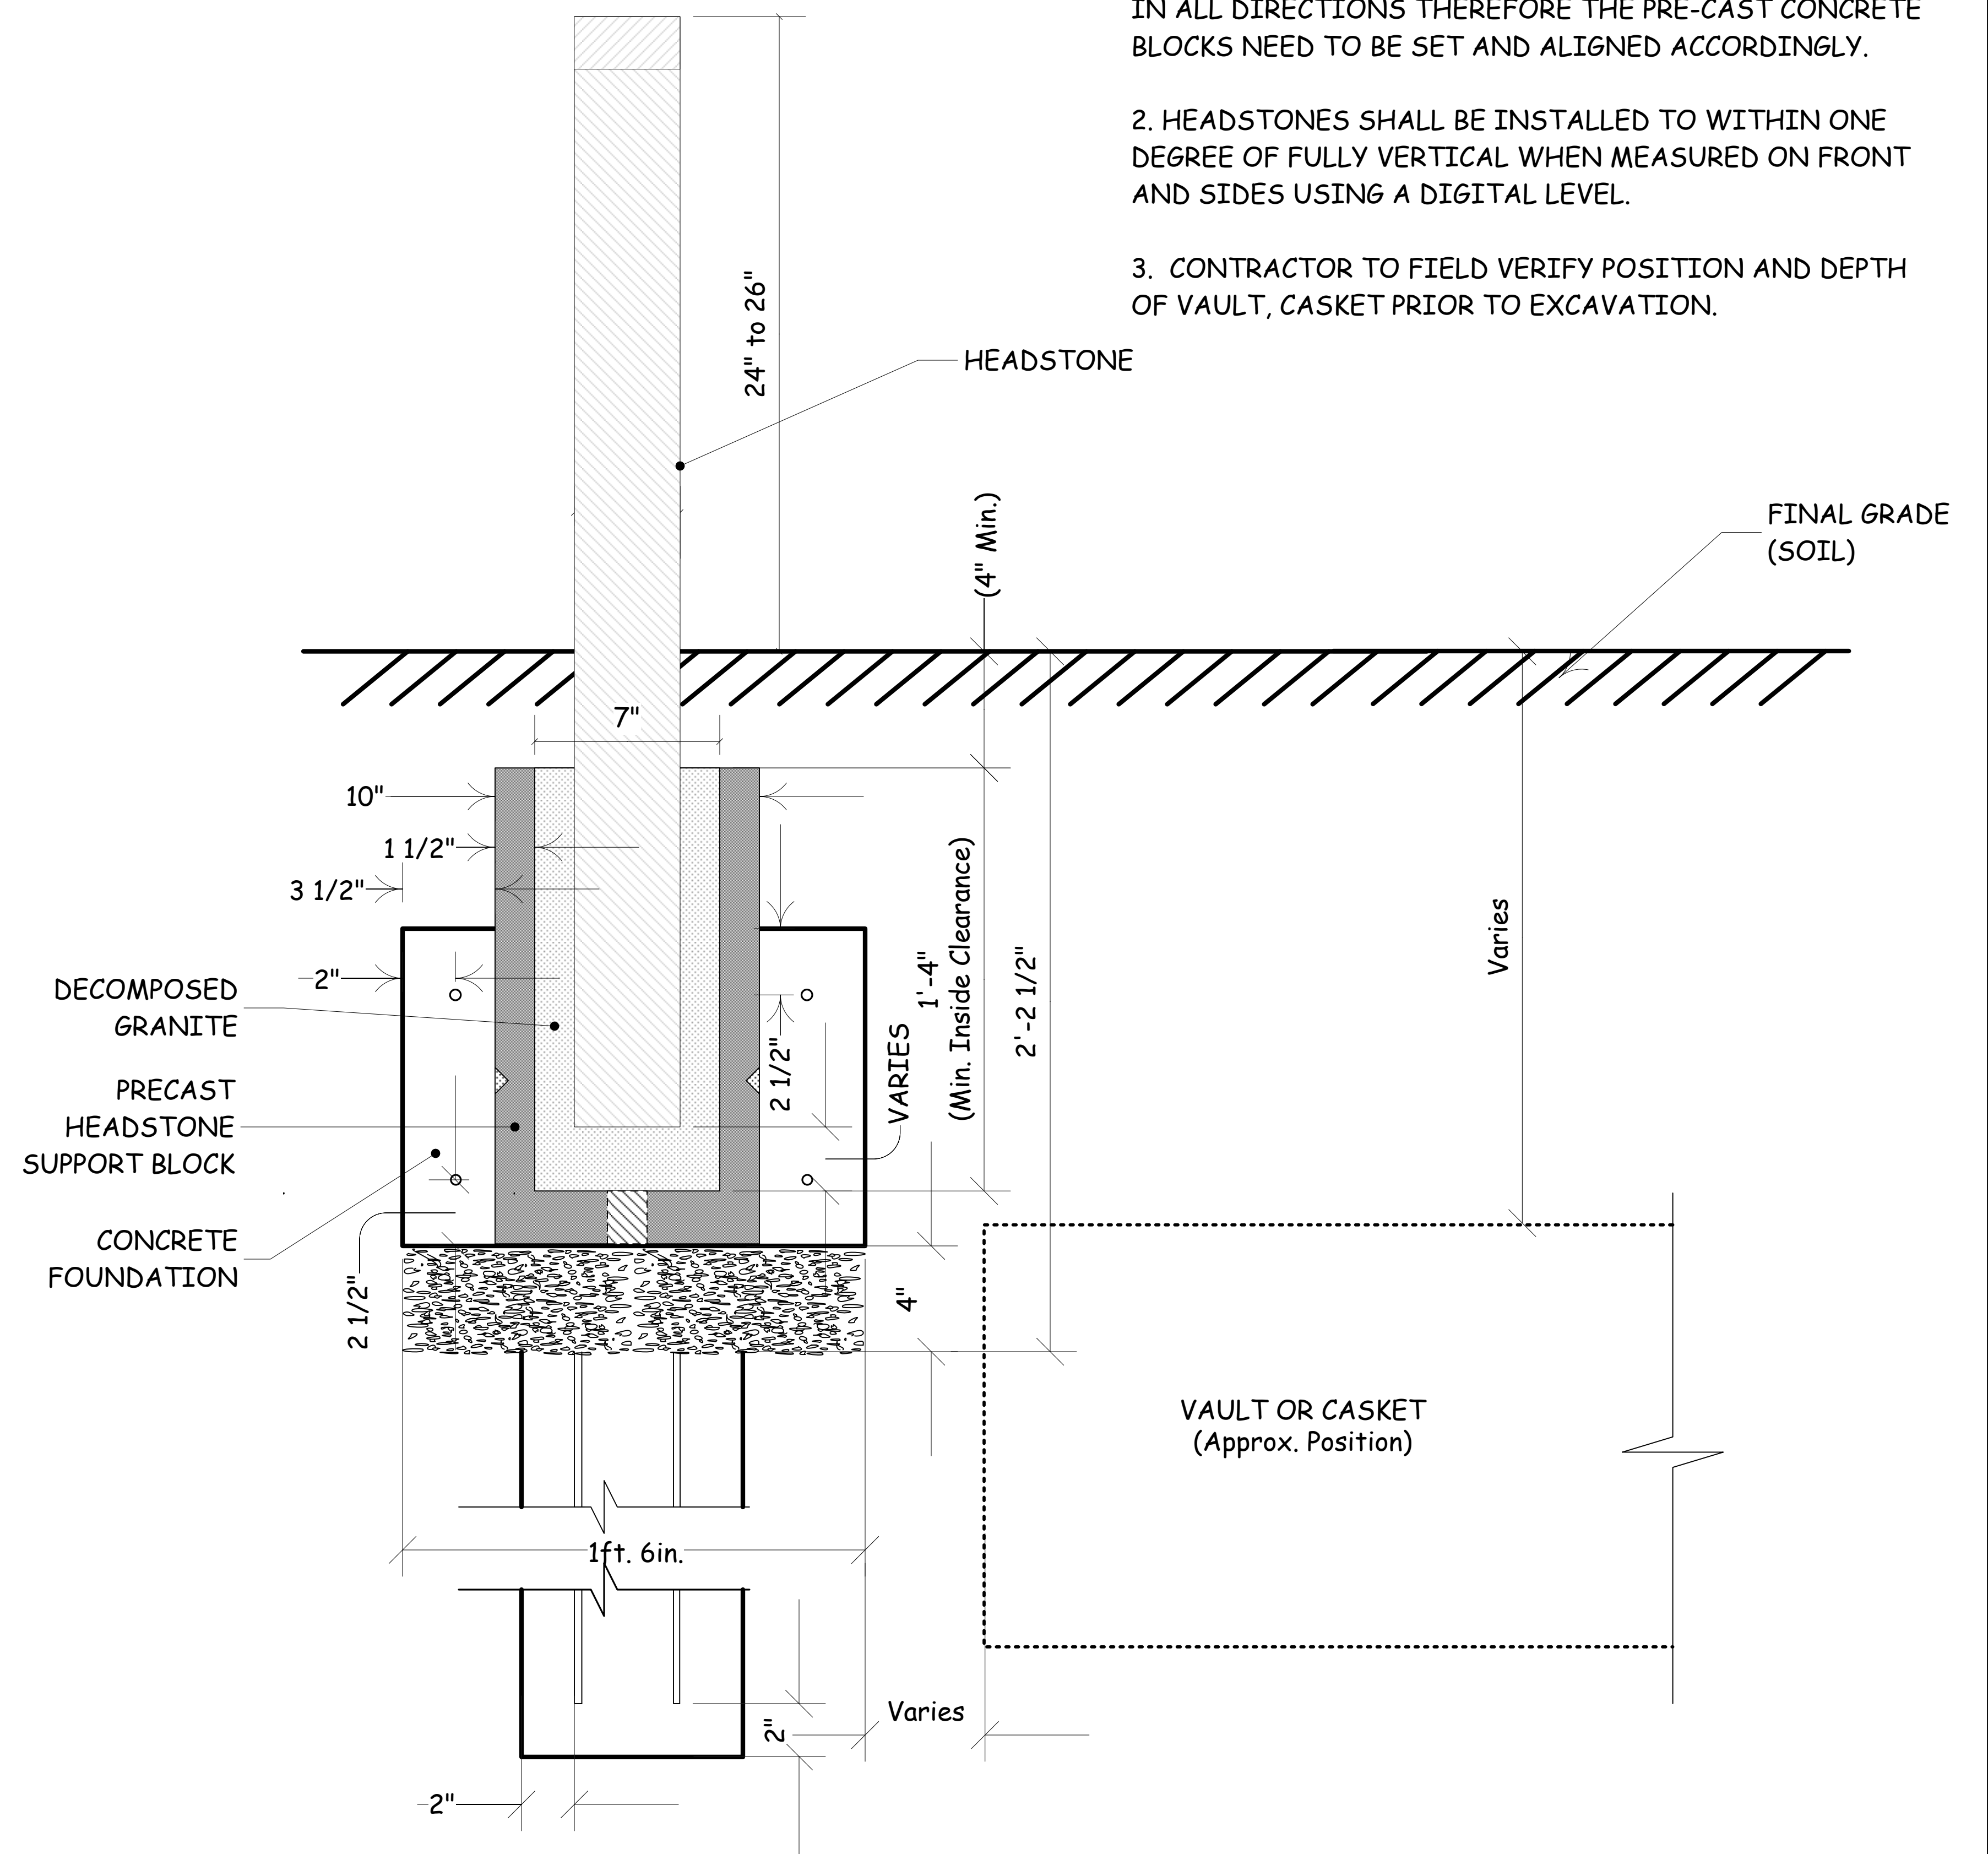 IN ALL DIRECTIONS THEREFORE THE PRE-CAST CONCRETE
BLOCKS NEED TO BE SET AND ALIGNED ACCORDINGLY.
2. HEADSTONES SHALL BE INSTALLED TO WITHIN ONE
DEGREE OF FULLY VERTICAL WHEN MEASURED ON FRONT
AND SIDES USING A DIGITAL LEVEL.
3. CONTRACTOR TO FIELD VERIFY POSITION AND DEPTH
OF VAULT, CASKET PRIOR TO EXCAVATION.
24" to 26"
HEADSTONE
(4" Min.)
FINAL GRADE
(SOIL)
7"
10"
1 1/2"
3 1/2"
2"
DECOMPOSED
GRANITE
PRECAST
HEADSTONE
SUPPORT BLOCK
CONCRETE
FOUNDATION
2 1/2"
2 1/2"
VARIES
1'-4"
(Min. Inside Clearance)
2'-2 1/2"
Varies
4"
VAULT OR CASKET
(Approx. Position)
1ft. 6in.
Varies
2"
2"